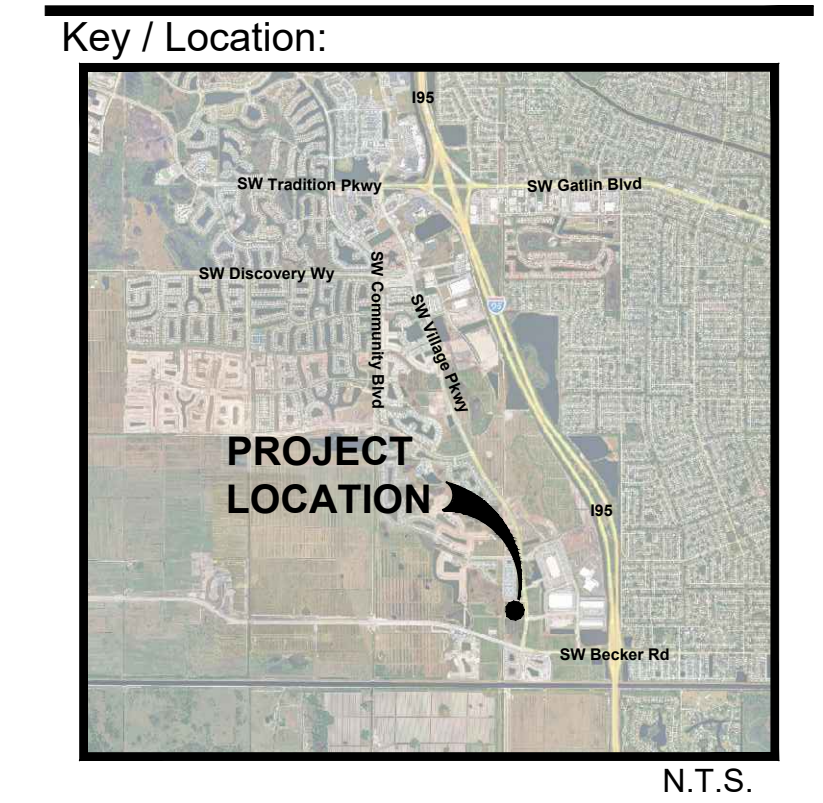 Key / Location:
I95
SW Tradition Pkwy
SW Gatlin Blvd
SW Discovery Wy
SW Community Blvd
SW Village Pkwy
95
PROJECT
LOCATION
I95
SW Becker Rd
N.T.S.